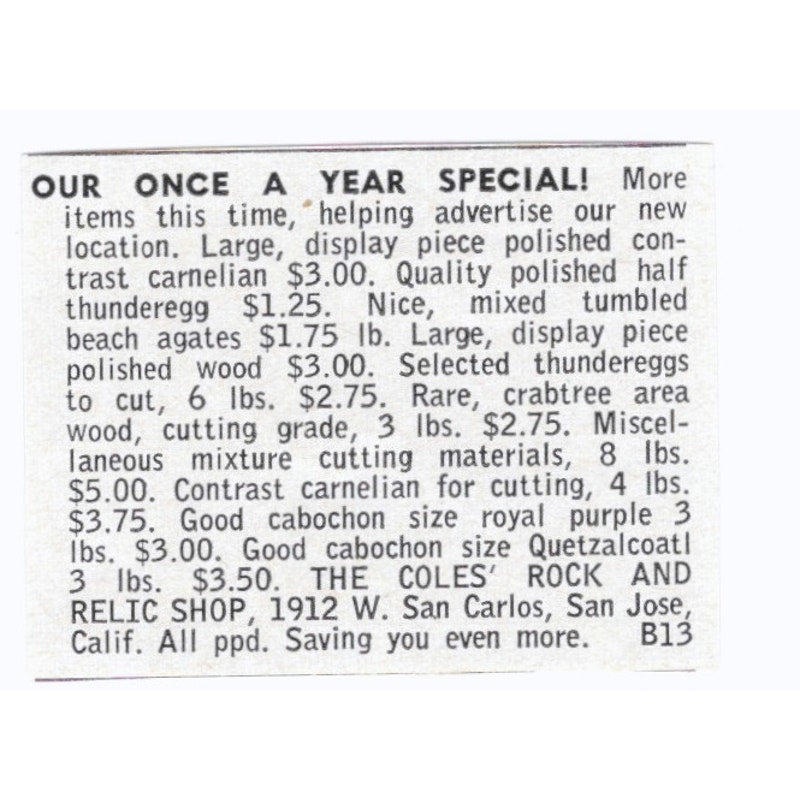 OUR ONCE A YEAR SPECIAL! More
items this time, helping advertise our new
location. Large, display piece polished con-
trast carnelian $3.00. Quality polished half
thunderegg $1.25. Nice, mixed tumbled
beach agates $1.75 lb. Large, display piece
polished wood $3.00. Selected thundereggs
to cut, 6 lbs. $2.75. Rare, crabtree area
wood, cutting grade, 3 lbs. $2.75. Miscel-
laneous mixture cutting materials, 8 lbs.
$5.00. Contrast carnelian for cutting, 4 lbs.
$3.75. Good cabochon size royal purple 3
lbs. $3.00. Good cabochon size Quetzalcoatl
3 lbs. $3.50. THE COLES' ROCK AND
RELIC SHOP, 1912 W. San Carlos, San Jose,
Calif. All ppd. Saving you even more. B13